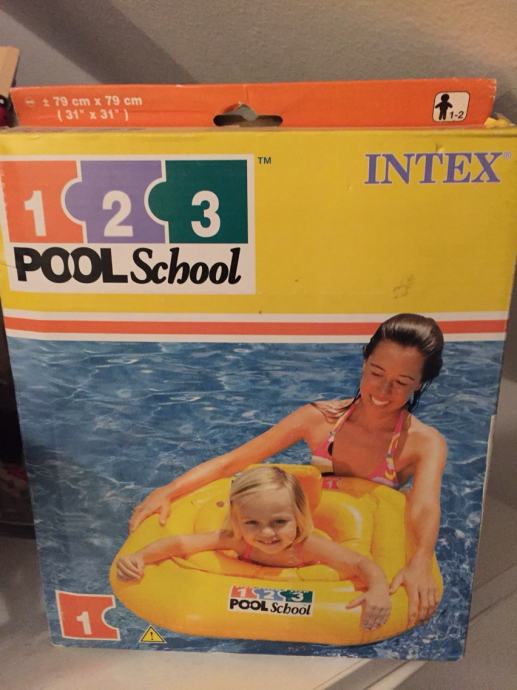 ± 79 cm x 79 cm
( 31" x 31" )
1-2
1 2 3 ™
POOL School
INTEX®
1 2 3
POOL School
1